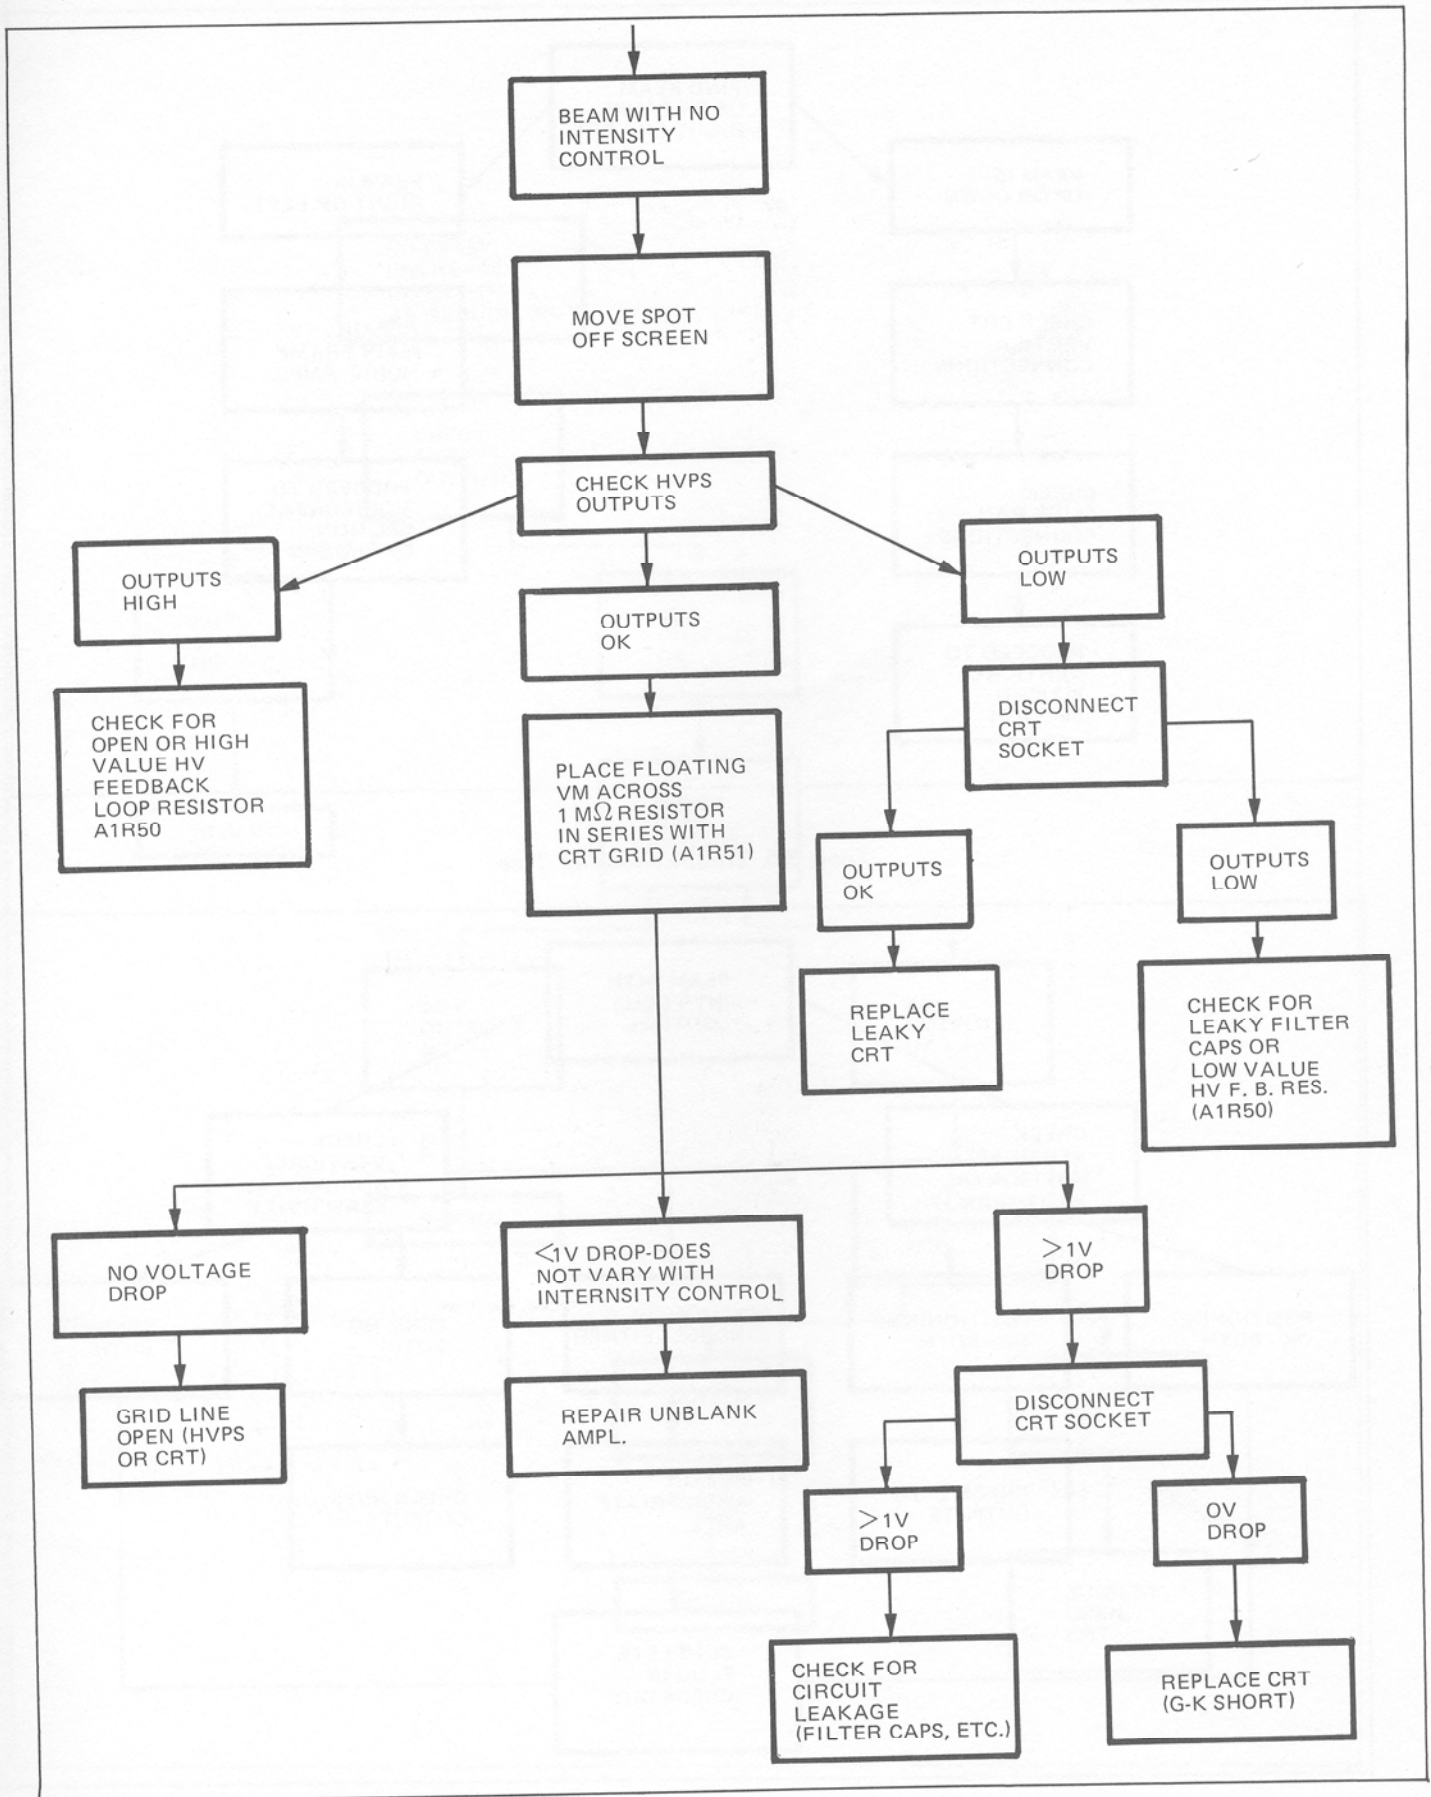 BEAM WITH NO
INTENSITY
CONTROL
MOVE SPOT
OFF SCREEN
CHECK HVPS
OUTPUTS
OUTPUTS
HIGH
OUTPUTS
OK
OUTPUTS
LOW
CHECK FOR
OPEN OR HIGH
VALUE HV
FEEDBACK
LOOP RESISTOR
A1R50
PLACE FLOATING
VM ACROSS
1 MΩ RESISTOR
IN SERIES WITH
CRT GRID (A1R51)
DISCONNECT
CRT
SOCKET
OUTPUTS
OK
OUTPUTS
LOW
REPLACE
LEAKY
CRT
CHECK FOR
LEAKY FILTER
CAPS OR
LOW VALUE
HV F. B. RES.
(A1R50)
NO VOLTAGE
DROP
<1V DROP-DOES
NOT VARY WITH
INTERNSITY CONTROL
>1V
DROP
GRID LINE
OPEN (HVPS
OR CRT)
REPAIR UNBLANK
AMPL.
DISCONNECT
CRT SOCKET
>1V
DROP
OV
DROP
CHECK FOR
CIRCUIT
LEAKAGE
(FILTER CAPS, ETC.)
REPLACE CRT
(G-K SHORT)